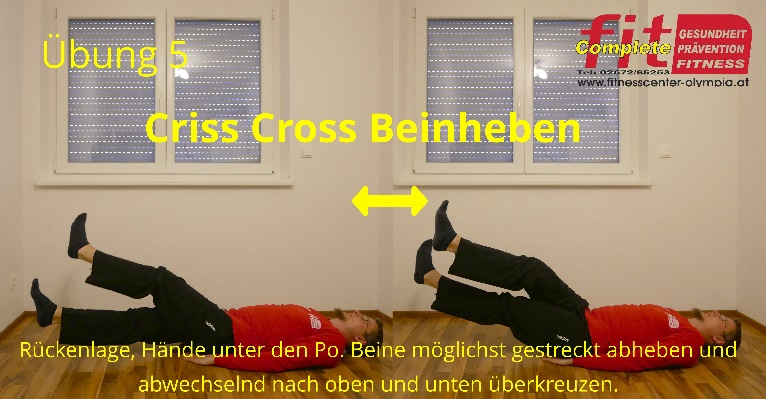 Übung 5
fit
Complete
GESUNDHEIT
PRÄVENTION
FITNESS
Tel: 02672/85253
www.fitnesscenter-olympia.at
Criss Cross Beinheben
Rückenlage, Hände unter den Po. Beine möglichst gestreckt abheben und
abwechselnd nach oben und unten überkreuzen.